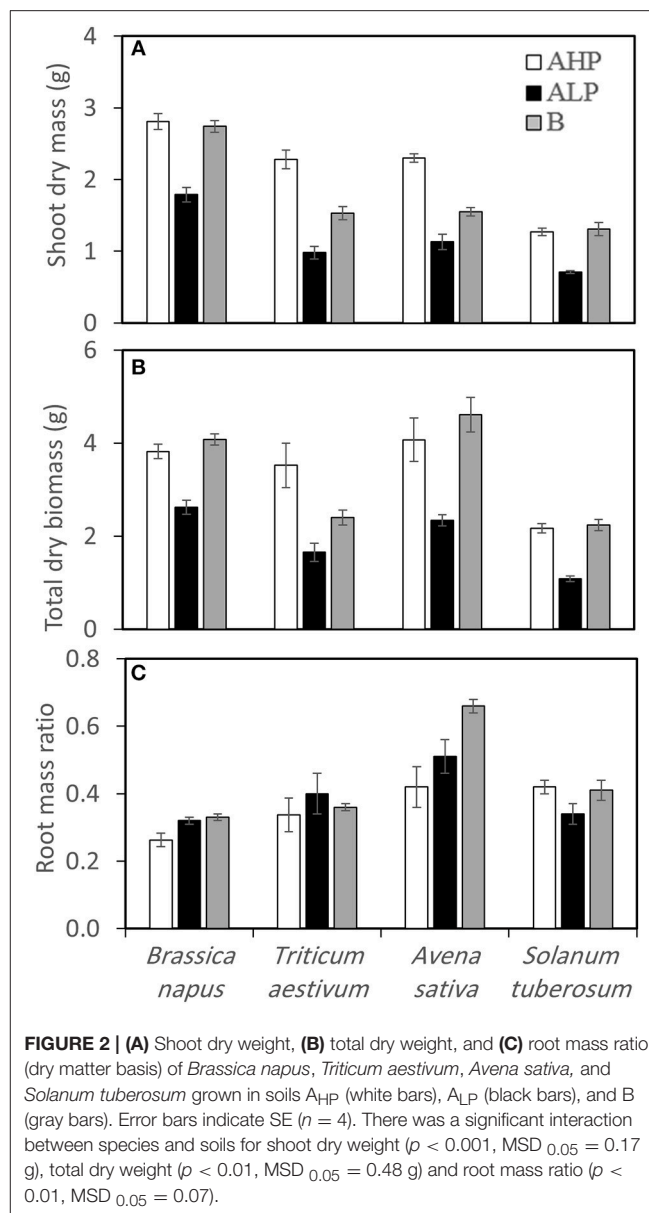 A
Shoot dry mass (g)
4
3
2
1
0
AHP
ALP
B
B
Total dry biomass (g)
6
4
2
0
C
Root mass ratio
0.8
0.6
0.4
0.2
0.0
Brassica napus
Triticum aestivum
Avena sativa
Solanum tuberosum
FIGURE 2 | (A) Shoot dry weight, (B) total dry weight, and (C) root mass ratio
(dry matter basis) of Brassica napus, Triticum aestivum, Avena sativa, and
Solanum tuberosum grown in soils AHP (white bars), ALP (black bars), and B
(gray bars). Error bars indicate SE (n = 4). There was a significant interaction
between species and soils for shoot dry weight (p < 0.001, MSD 0.05 = 0.17
g), total dry weight (p < 0.01, MSD 0.05 = 0.48 g) and root mass ratio (p <
0.01, MSD 0.05 = 0.07).